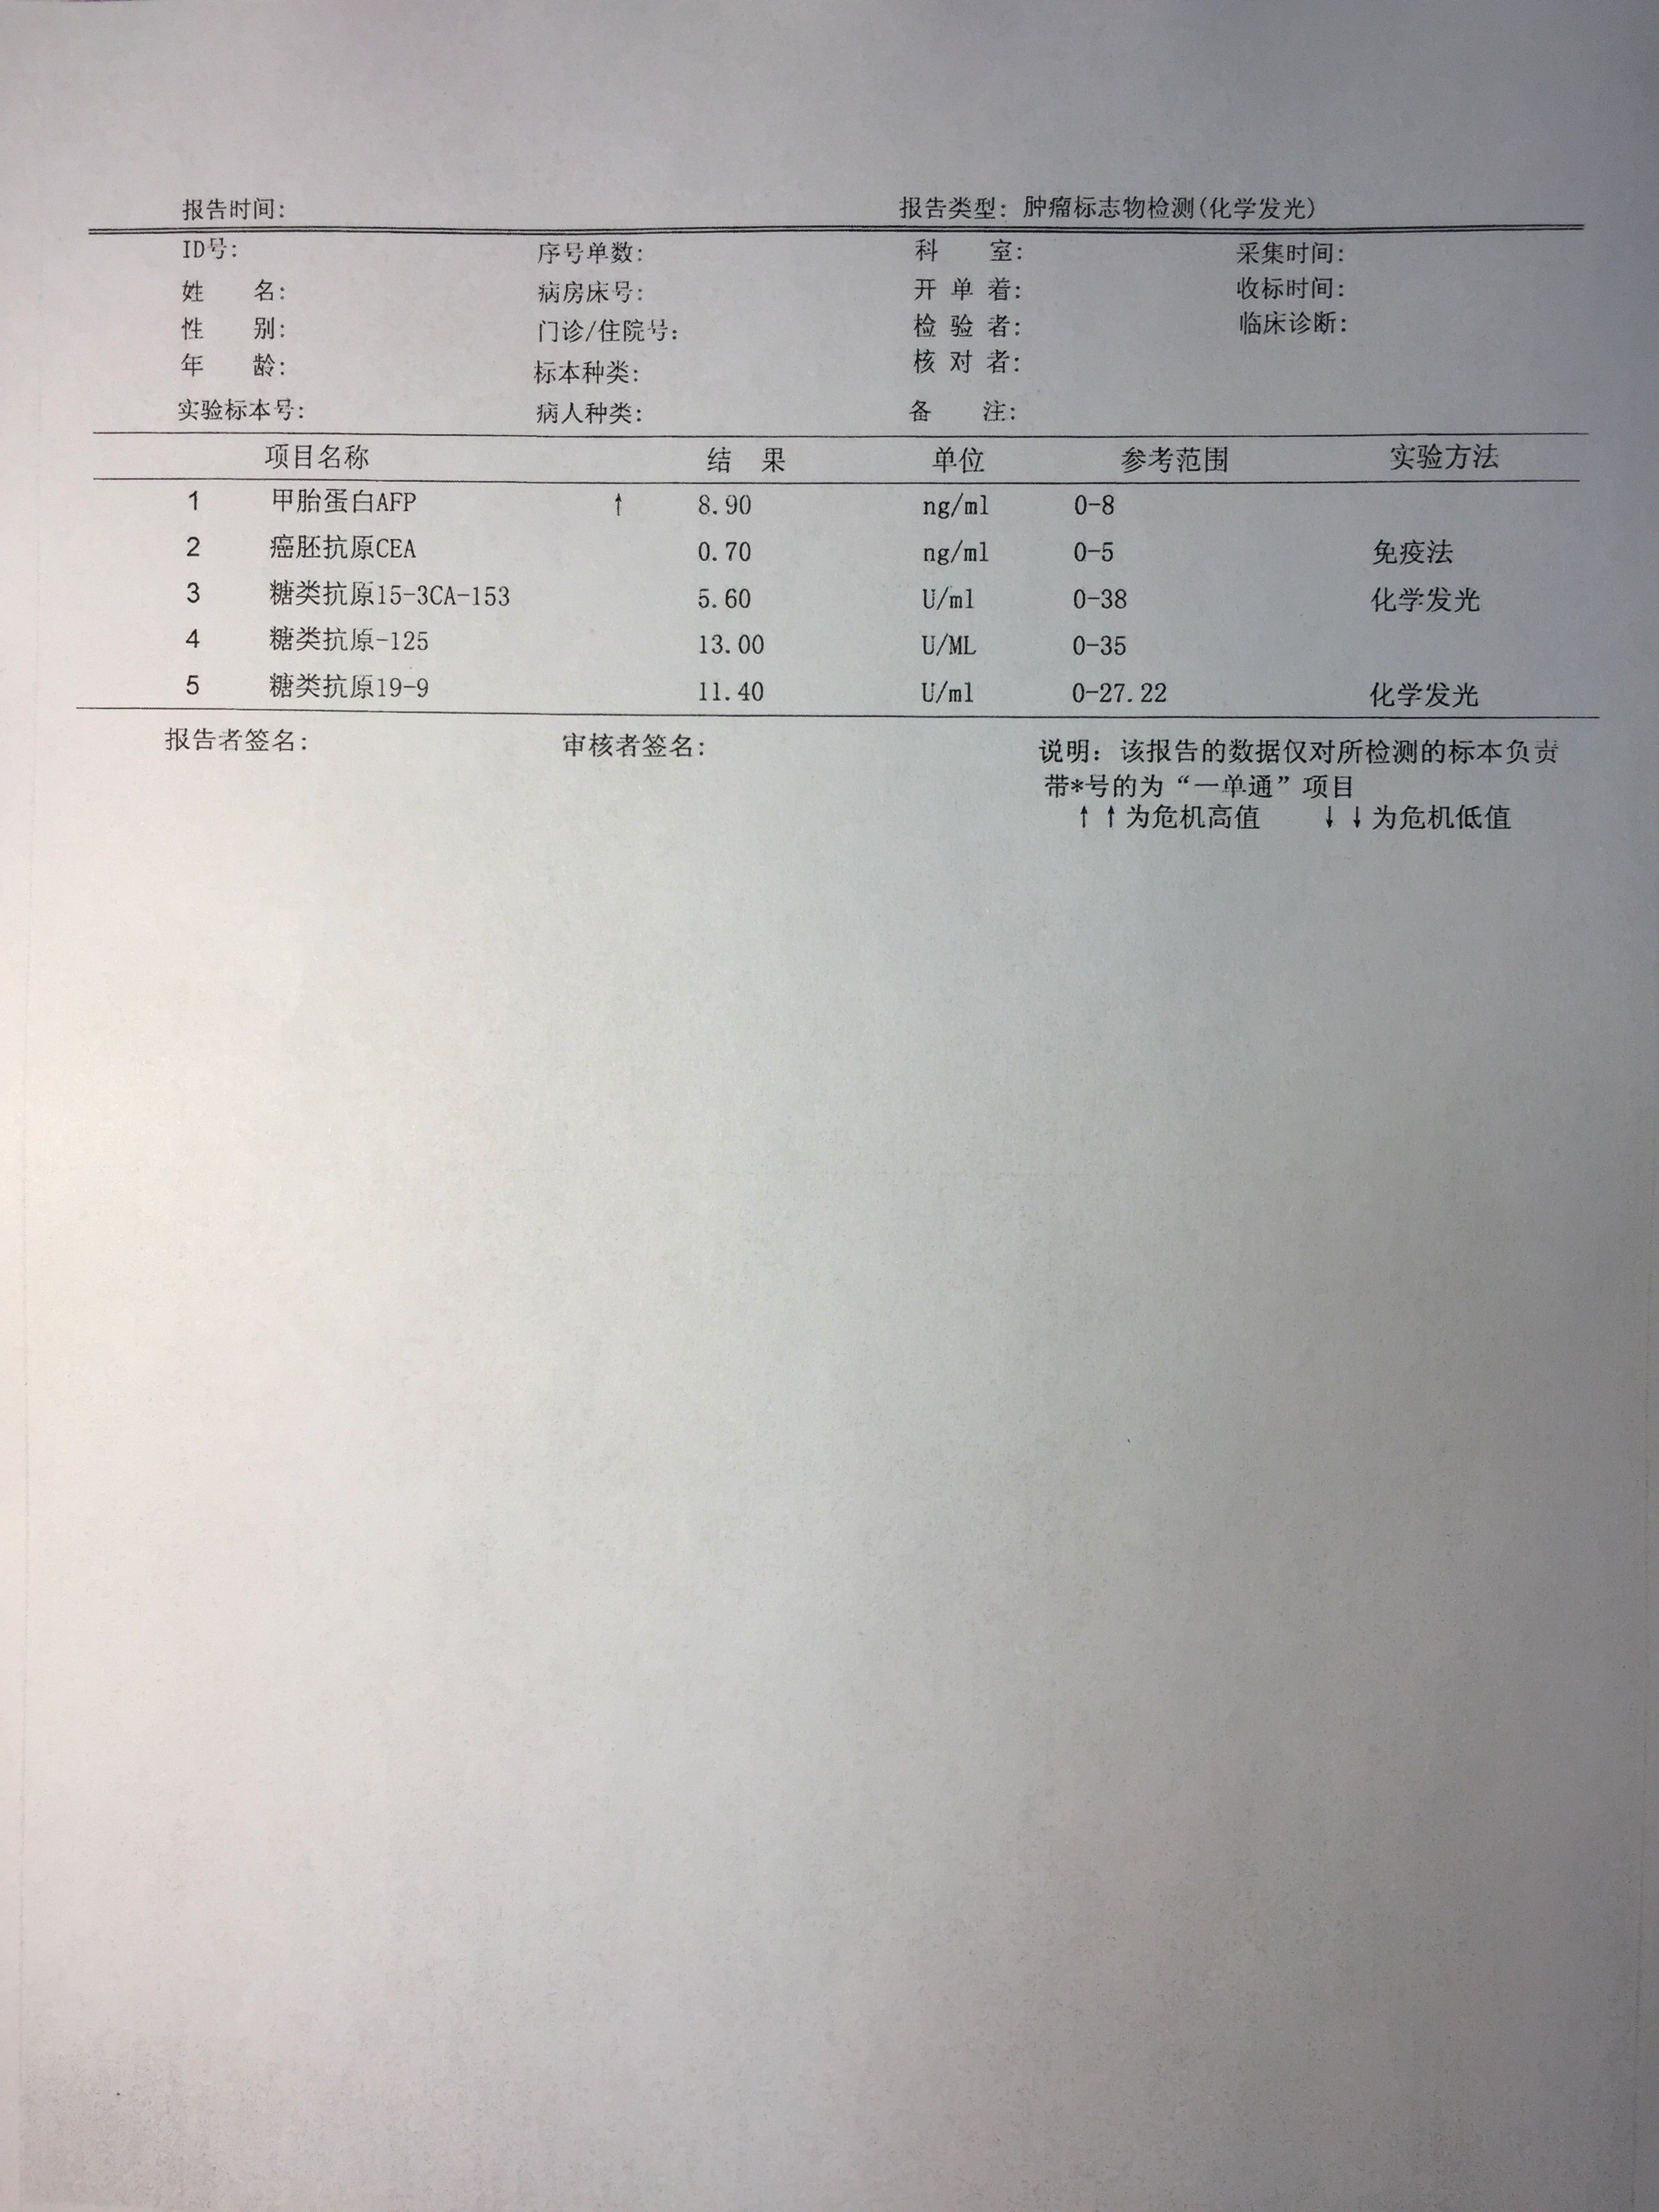 报告时间: 报告类型: 肿瘤标志物检测(化学发光)
ID号: 序号单数: 科 室: 采集时间:
姓 名: 病房床号: 开 单 着: 收标时间:
性 别: 门诊/住院号: 检 验 者: 临床诊断:
年 龄: 标本种类: 核 对 者:
实验标本号: 病人种类: 备 注:
项目名称 结 果 单位 参考范围 实验方法
1 甲胎蛋白AFP ↑ 8.90 ng/ml 0-8
2 癌胚抗原CEA 0.70 ng/ml 0-5 免疫法
3 糖类抗原15-3CA-153 5.60 U/ml 0-38 化学发光
4 糖类抗原-125 13.00 U/ML 0-35
5 糖类抗原19-9 11.40 U/ml 0-27.22 化学发光
报告者签名: 审核者签名: 说明: 该报告的数据仅对所检测的标本负责
带*号的为“一单通”项目
↑↑为危机高值 ↓↓为危机低值